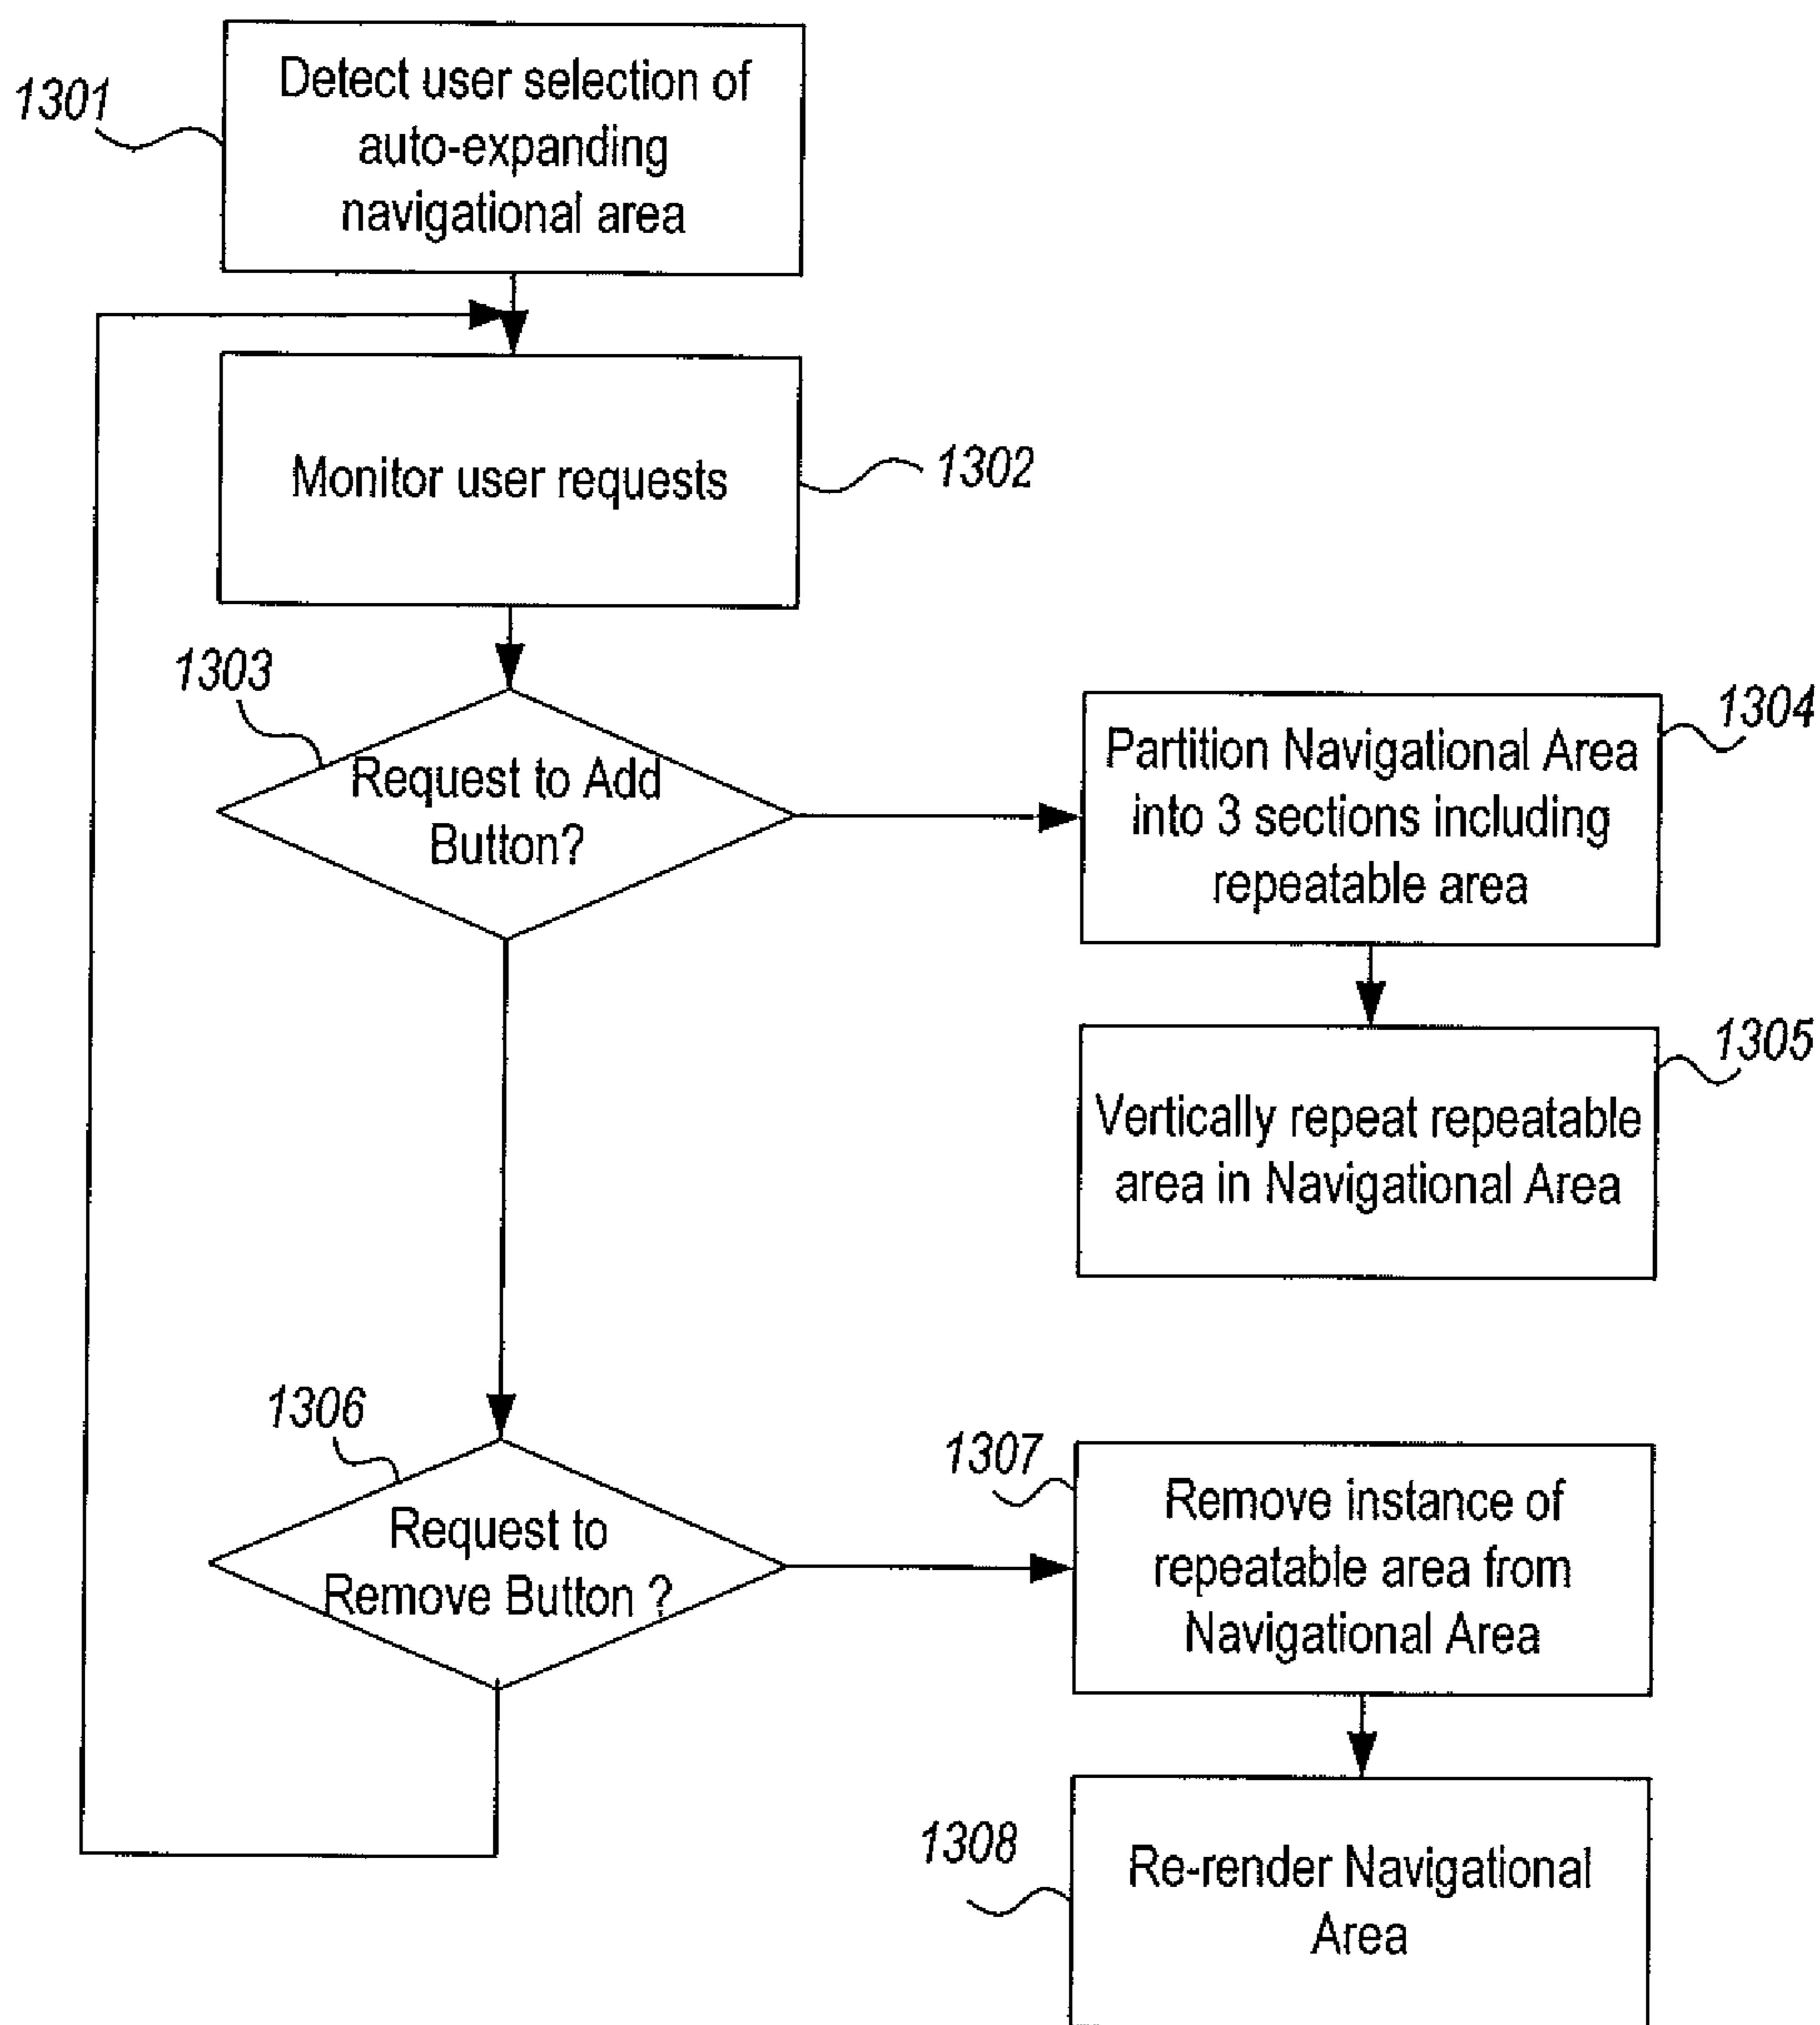 1301
Detect user selection of
auto-expanding
navigational area
Monitor user requests
1302
1303
Request to Add
Button?
1304
Partition Navigational Area
into 3 sections including
repeatable area
1305
Vertically repeat repeatable
area in Navigational Area
1306
Request to
Remove Button ?
1307
Remove instance of
repeatable area from
Navigational Area
1308
Re-render Navigational
Area